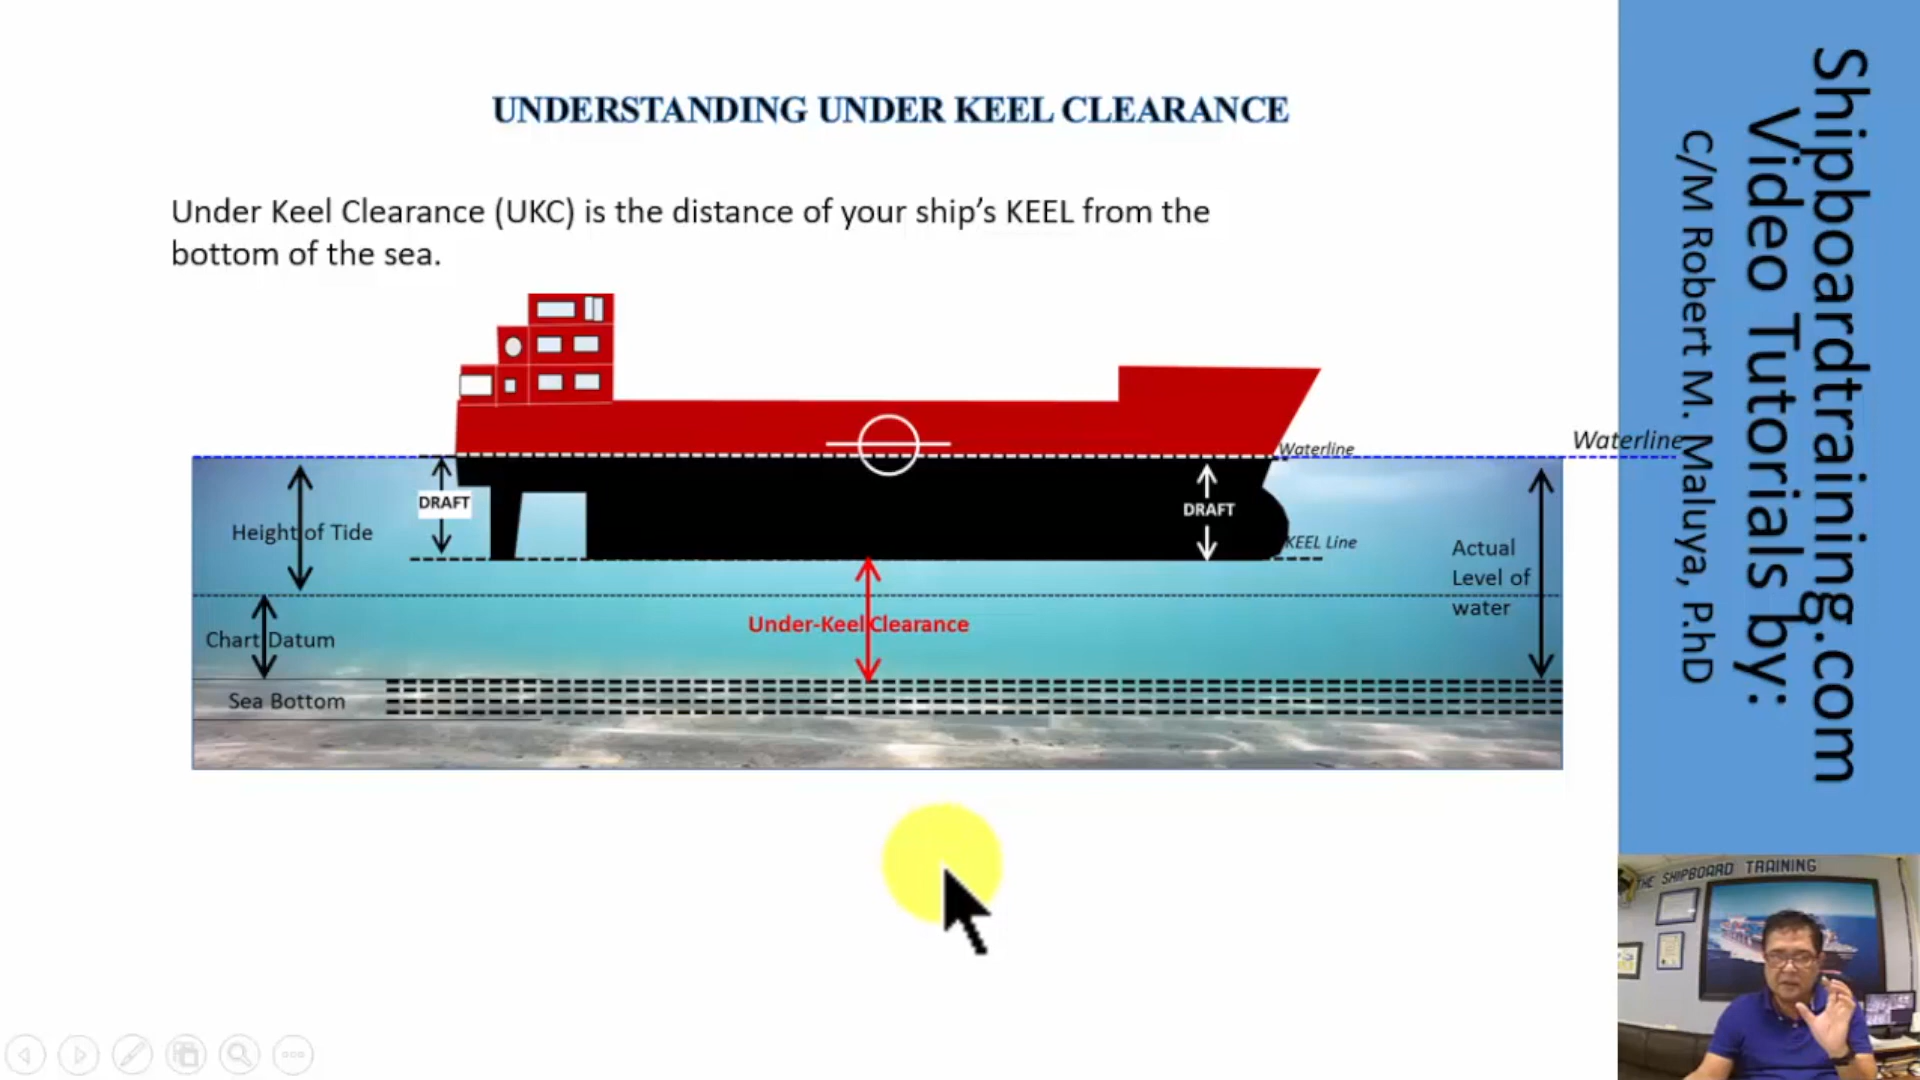 UNDERSTANDING UNDER KEEL CLEARANCE
Under Keel Clearance (UKC) is the distance of your ship’s KEEL from the
bottom of the sea.
Waterline
Waterline
DRAFT
DRAFT
Height of Tide
KEEL Line
Actual
Level of
water
Under-Keel Clearance
Chart Datum
Sea Bottom
Shipboardtraining.com
Video Tutorials by:
C/M Robert M. Maluya, P.hD
THE SHIPBOARD TRAINING